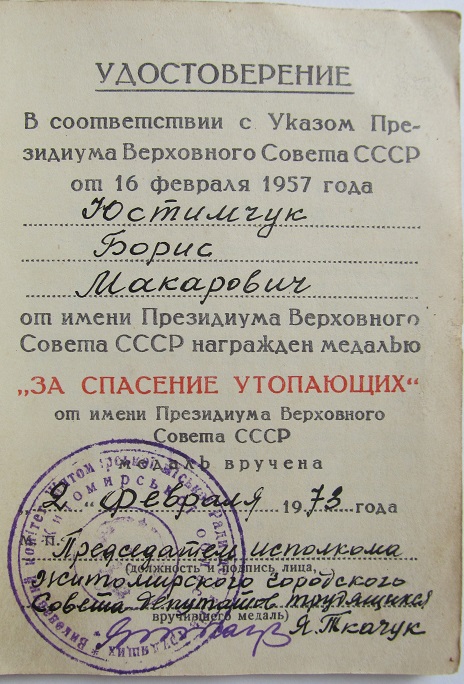 УДОСТОВЕРЕНИЕ
В соответствии с Указом Пре-
зидиума Верховного Совета СССР
от 16 февраля 1957 года
Юстимчук
Борис
Макарович
от имени Президиума Верховного
Совета СССР награжден медалью
„ЗА СПАСЕНИЕ УТОПАЮЩИХ“
от имени Президиума Верховного
Совета СССР
медаль вручена
„2“ февраля 1973 года
М. П.
Председатель исполкома
(должность и подпись лица,
Житомирского городского
Совета депутатов трудящихся
вручившего медаль)
Я. Ткачук